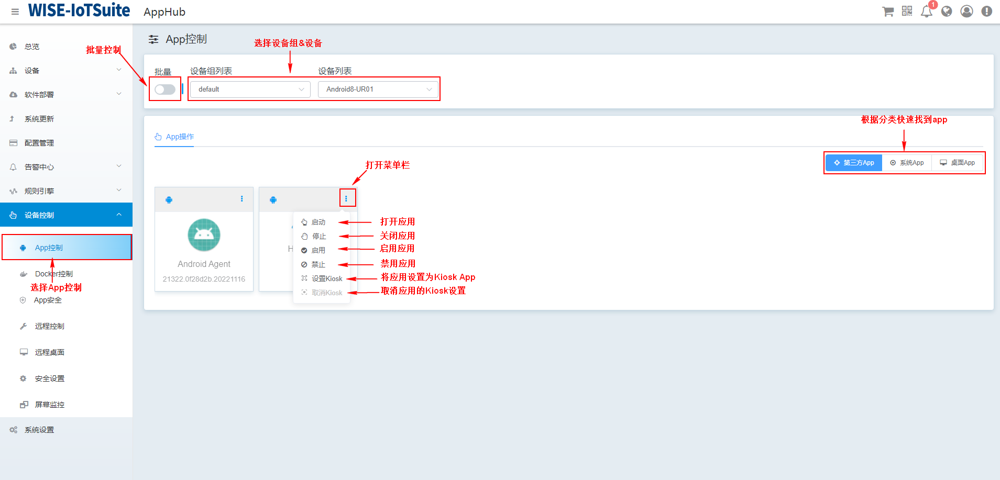 WISE-IoTSuite
AppHub
1
总览
设备
软件部署
系统更新
配置管理
告警中心
规则引擎
设备控制
App控制
Docker控制
选择App控制
App安全
远程控制
远程桌面
安全设置
屏幕监控
系统设置
App控制
批量控制
选择设备组&设备
批量
设备组列表
设备列表
default
Android8-UR01
根据分类快速找到app
App操作
第三方App
系统App
桌面App
打开菜单栏
Android Agent
21322.0f28d2b.20221116
H
启动
打开应用
停止
关闭应用
启用
启用应用
禁止
禁用应用
设置Kiosk
将应用设置为Kiosk App
取消Kiosk
取消应用的Kiosk设置